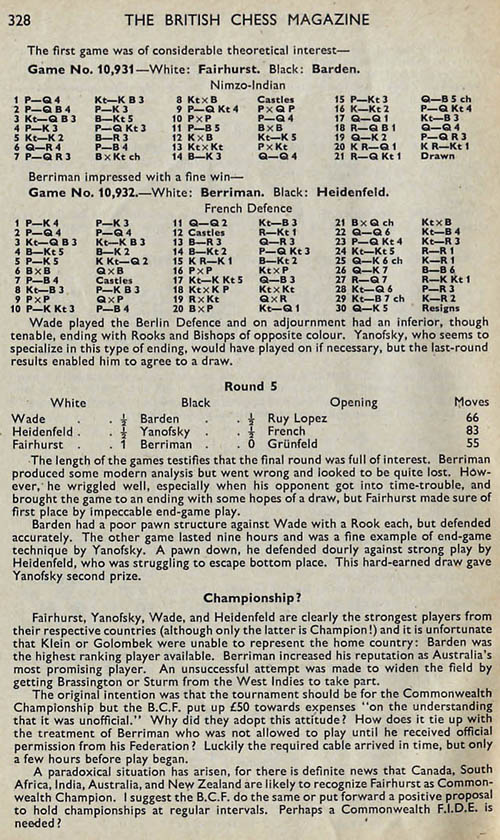 328 THE BRITISH CHESS MAGAZINE
The first game was of considerable theoretical interest—
Game No. 10,931—White: Fairhurst. Black: Barden.
Nimzo-Indian
1 P—Q 4 Kt—K B 3 8 Kt×B Castles 15 P—Kt 3 Q—B 5 ch
2 P—Q B 4 P—K 3 9 P—Q Kt 4 P×Q P 16 K—Kt 2 P—Q Kt 4
3 Kt—Q B 3 B—Kt 5 10 P×P P—Q 4 17 Q—Q 1 Kt—B 3
4 P—K 3 P—Q Kt 3 11 P—B 5 B×B 18 R—Q B 1 Q—Q 4
5 Kt—K 2 B—R 3 12 K×B Kt—K 5 19 Q—K 2 P—Q R 3
6 Q—R 4 P—B 4 13 Kt×Kt P×Kt 20 K R—Q 1 K R—Kt 1
7 P—Q R 3 B×Kt ch 14 B—K 3 Q—Q 4 21 R—Q Kt 1 Drawn
Berriman impressed with a fine win—
Game No. 10,932.—White: Berriman. Black: Heidenfeld.
French Defence
1 P—K 4 P—K 3 11 Q—Q 2 Kt—B 3 21 B×Q ch Kt×B
2 P—Q 4 P—Q 4 12 Castles R—Kt 1 22 Q—Q 6 Kt—B 4
3 Kt—Q B 3 Kt—K B 3 13 B—R 3 Q—R 3 23 P—Q Kt 4 Kt—R 3
4 B—Kt 5 B—K 2 14 B—Kt 2 P—Q Kt 3 24 Kt—Kt 5 R—B 1
5 P—K 5 K Kt—Q 2 15 K R—K 1 B—Kt 2 25 Q—K 6 ch K—R 1
6 B×B Q×B 16 P×P Kt×P 26 Q—K 7 B—B 6
7 P—B 4 Castles 17 Kt—K Kt 5 Q—B 3 27 R—Q 7 R—K Kt 1
8 Kt—B 3 P—K B 3 18 Kt×K P Kt×Kt 28 Kt—Q 6 P—R 3
9 P×P Q×P 19 R×Kt Q×R 29 Kt—B 7 ch K—R 2
10 P—K Kt 3 P—B 4 20 B×P Kt—Q 1 30 Q—K 5 Resigns
Wade played the Berlin Defence and on adjournment had an inferior, though
tenable, ending with Rooks and Bishops of opposite colour. Yanofsky, who seems to
specialize in this type of ending, would have played on if necessary, but the last-round
results enabled him to agree to a draw.
Round 5
White Black Opening Moves
Wade . . ½ Barden . . ½ Ruy Lopez 66
Heidenfeld . . ½ Yanofsky . . ½ French 83
Fairhurst . . 1 Berriman . . 0 Grünfeld 55
The length of the games testifies that the final round was full of interest. Berriman
produced some modern analysis but went wrong and looked to be quite lost. How-
ever, he wriggled well, especially when his opponent got into time-trouble, and
brought the game to an ending with some hopes of a draw, but Fairhurst made sure of
first place by impeccable end-game play.
Barden had a poor pawn structure against Wade with a Rook each, but defended
accurately. The other game lasted nine hours and was a fine example of end-game
technique by Yanofsky. A pawn down, he defended dourly against strong play by
Heidenfeld, who was struggling to escape bottom place. This hard-earned draw gave
Yanofsky second prize.
Championship?
Fairhurst, Yanofsky, Wade, and Heidenfeld are clearly the strongest players from
their respective countries (although only the latter is Champion!) and it is unfortunate
that Klein or Golombek were unable to represent the home country: Barden was
the highest ranking player available. Berriman increased his reputation as Australia's
most promising player. An unsuccessful attempt was made to widen the field by
getting Brassington or Sturm from the West Indies to take part.
The original intention was that the tournament should be for the Commonwealth
Championship but the B.C.F. put up £50 towards expenses "on the understanding
that it was unofficial." Why did they adopt this attitude? How does it tie up with
the treatment of Berriman who was not allowed to play until he received official
permission from his Federation? Luckily the required cable arrived in time, but only
a few hours before play began.
A paradoxical situation has arisen, for there is definite news that Canada, South
Africa, India, Australia, and New Zealand are likely to recognize Fairhurst as Common-
wealth Champion. I suggest the B.C.F. do the same or put forward a positive proposal
to hold championships at regular intervals. Perhaps a Commonwealth F.I.D.E. is
needed?